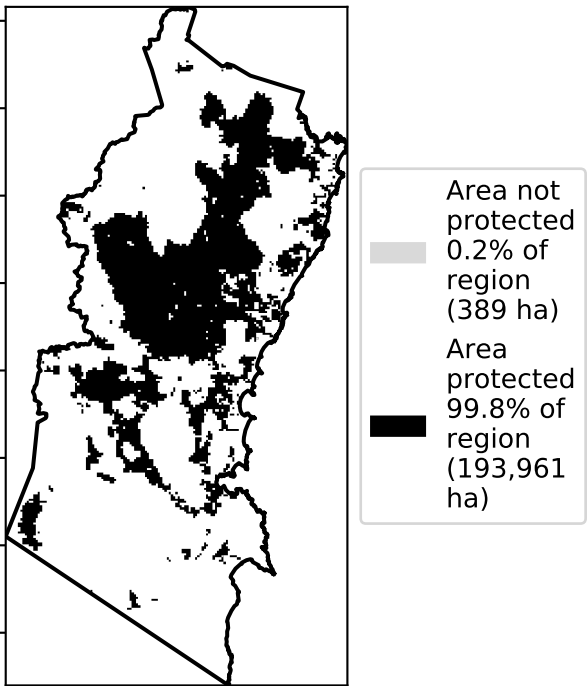 Area not
protected
0.2% of
region
(389 ha)
Area
protected
99.8% of
region
(193,961
ha)